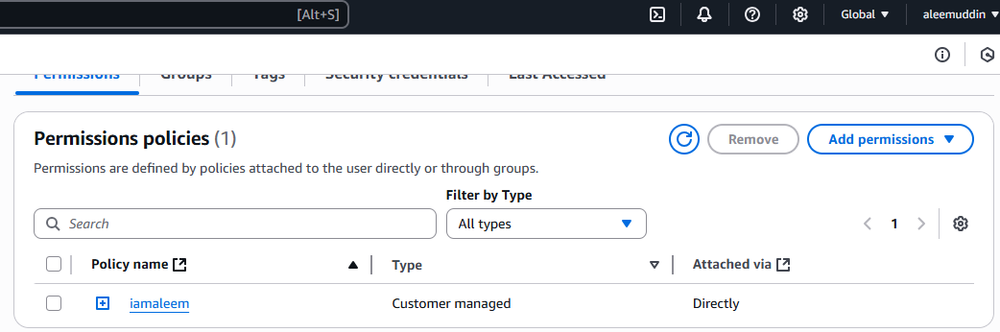 [Alt+S]
Global
aleemuddin
Permissions
Groups
Tags
Security credentials
Last Accessed
Permissions policies (1)
Remove
Add permissions
Permissions are defined by policies attached to the user directly or through groups.
Filter by Type
Search
All types
1
Policy name
Type
Attached via
iamaleem
Customer managed
Directly